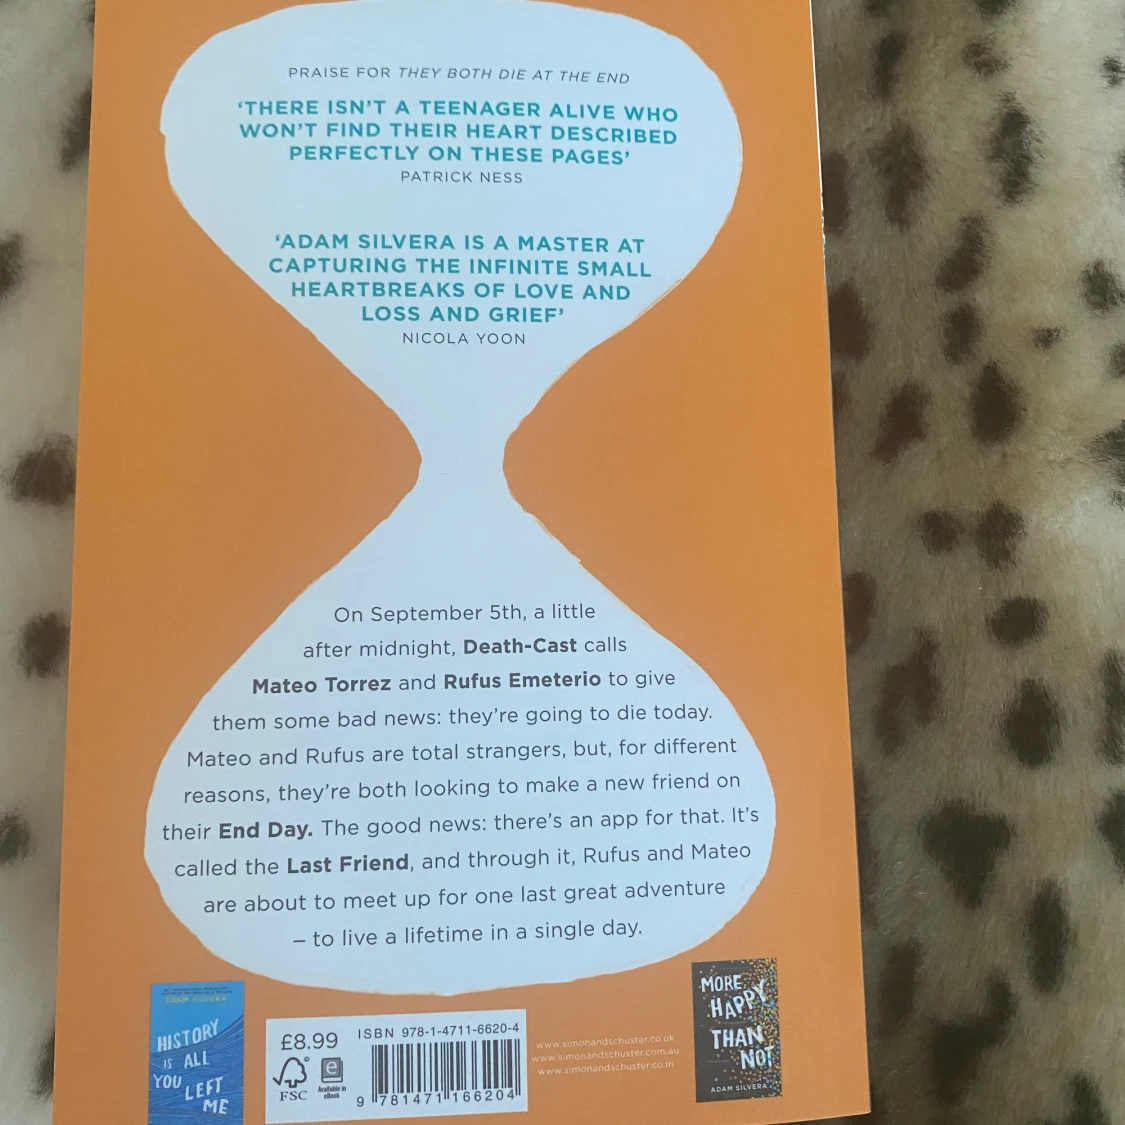 PRAISE FOR THEY BOTH DIE AT THE END
‘THERE ISN’T A TEENAGER ALIVE WHO
WON’T FIND THEIR HEART DESCRIBED
PERFECTLY ON THESE PAGES’
PATRICK NESS
‘ADAM SILVERA IS A MASTER AT
CAPTURING THE INFINITE SMALL
HEARTBREAKS OF LOVE AND
LOSS AND GRIEF’
NICOLA YOON
On September 5th, a little
after midnight, Death-Cast calls
Mateo Torrez and Rufus Emeterio to give
them some bad news: they’re going to die today.
Mateo and Rufus are total strangers, but, for different
reasons, they’re both looking to make a new friend on
their End Day. The good news: there’s an app for that. It’s
called the Last Friend, and through it, Rufus and Mateo
are about to meet up for one last great adventure
– to live a lifetime in a single day.
ADAM SILVERA
HISTORY
IS ALL
YOU LEFT
ME
£8.99
FSC
e
Available in
eBook
ISBN 978-1-4711-6620-4
9 781471 166204
www.simonandschuster.co.uk
www.simonandschuster.com.au
www.simonandschuster.co.in
MORE
HAPPY
THAN
NOT
ADAM SILVERA